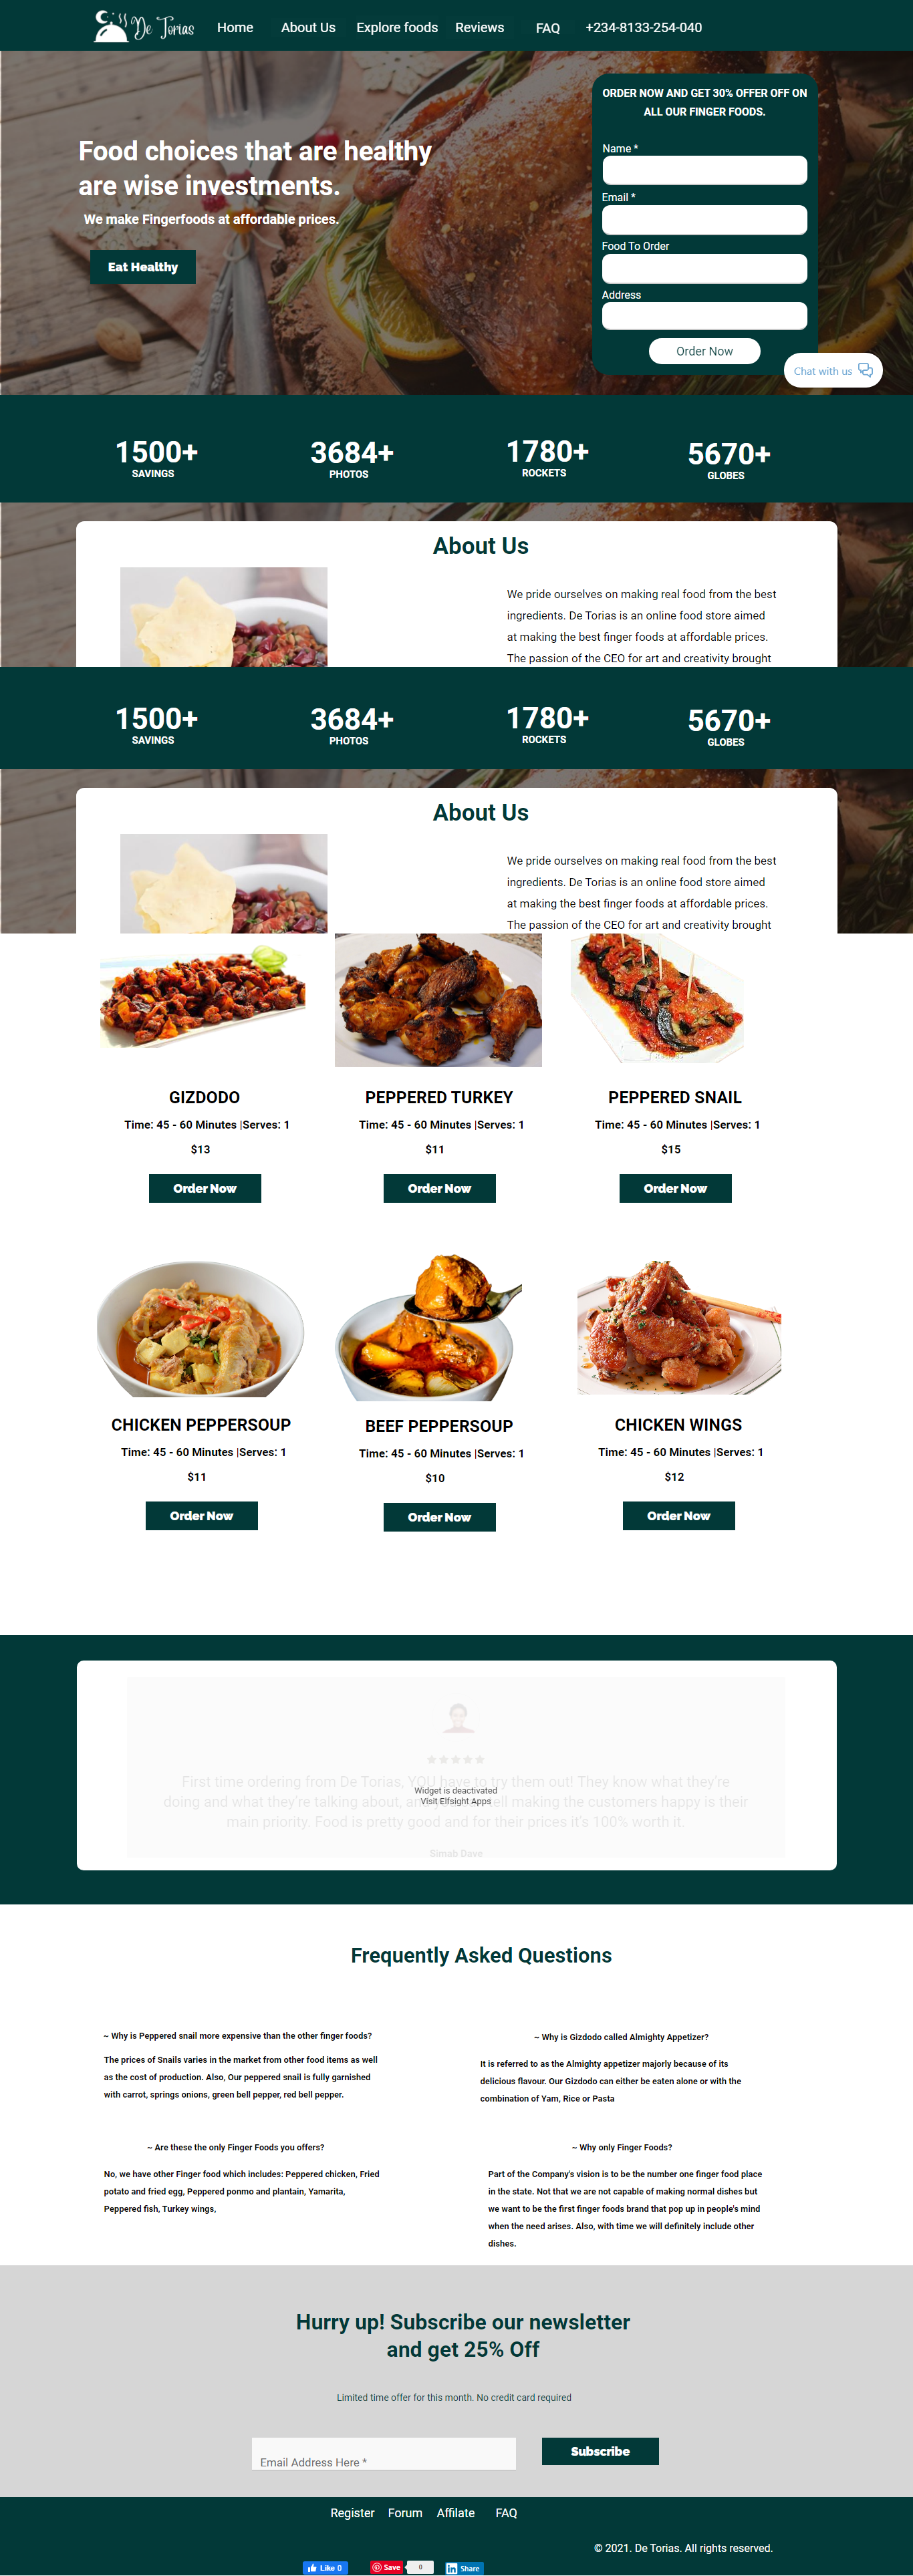 De Torias
Home About Us Explore foods Reviews FAQ +234-8133-254-040
Food choices that are healthy
are wise investments.
We make Fingerfoods at affordable prices.
Eat Healthy
ORDER NOW AND GET 30% OFFER OFF ON
ALL OUR FINGER FOODS.
Name *
Email *
Food To Order
Address
Order Now
Chat with us
1500+ 3684+ 1780+ 5670+
SAVINGS PHOTOS ROCKETS GLOBES
About Us
We pride ourselves on making real food from the best
ingredients. De Torias is an online food store aimed
at making the best finger foods at affordable prices.
The passion of the CEO for art and creativity brought
1500+ 3684+ 1780+ 5670+
SAVINGS PHOTOS ROCKETS GLOBES
About Us
We pride ourselves on making real food from the best
ingredients. De Torias is an online food store aimed
at making the best finger foods at affordable prices.
The passion of the CEO for art and creativity brought
GIZDODO
Time: 45 - 60 Minutes |Serves: 1
$13
Order Now
PEPPERED TURKEY
Time: 45 - 60 Minutes |Serves: 1
$11
Order Now
PEPPERED SNAIL
Time: 45 - 60 Minutes |Serves: 1
$15
Order Now
CHICKEN PEPPERSOUP
Time: 45 - 60 Minutes |Serves: 1
$11
Order Now
BEEF PEPPERSOUP
Time: 45 - 60 Minutes |Serves: 1
$10
Order Now
CHICKEN WINGS
Time: 45 - 60 Minutes |Serves: 1
$12
Order Now
First time ordering from De Torias, YOU have to try them out! They know what they're
doing and what they're talking about, and ell making the customers happy is their
main priority. Food is pretty good and for their prices it's 100% worth it.
Widget is deactivated
Visit Elfsight Apps
Simab Dave
Frequently Asked Questions
~ Why is Peppered snail more expensive than the other finger foods?
The prices of Snails varies in the market from other food items as well
as the cost of production. Also, Our peppered snail is fully garnished
with carrot, springs onions, green bell pepper, red bell pepper.
~ Why is Gizdodo called Almighty Appetizer?
It is referred to as the Almighty appetizer majorly because of its
delicious flavour. Our Gizdodo can either be eaten alone or with the
combination of Yam, Rice or Pasta
~ Are these the only Finger Foods you offers?
No, we have other Finger food which includes: Peppered chicken, Fried
potato and fried egg, Peppered ponmo and plantain, Yamarita,
Peppered fish, Turkey wings,
~ Why only Finger Foods?
Part of the Company's vision is to be the number one finger food place
in the state. Not that we are not capable of making normal dishes but
we want to be the first finger foods brand that pop up in people's mind
when the need arises. Also, with time we will definitely include other
dishes.
Hurry up! Subscribe our newsletter
and get 25% Off
Limited time offer for this month. No credit card required
Email Address Here *
Subscribe
Register Forum Affilate FAQ
© 2021. De Torias. All rights reserved.
Like 0 Save 0 Share